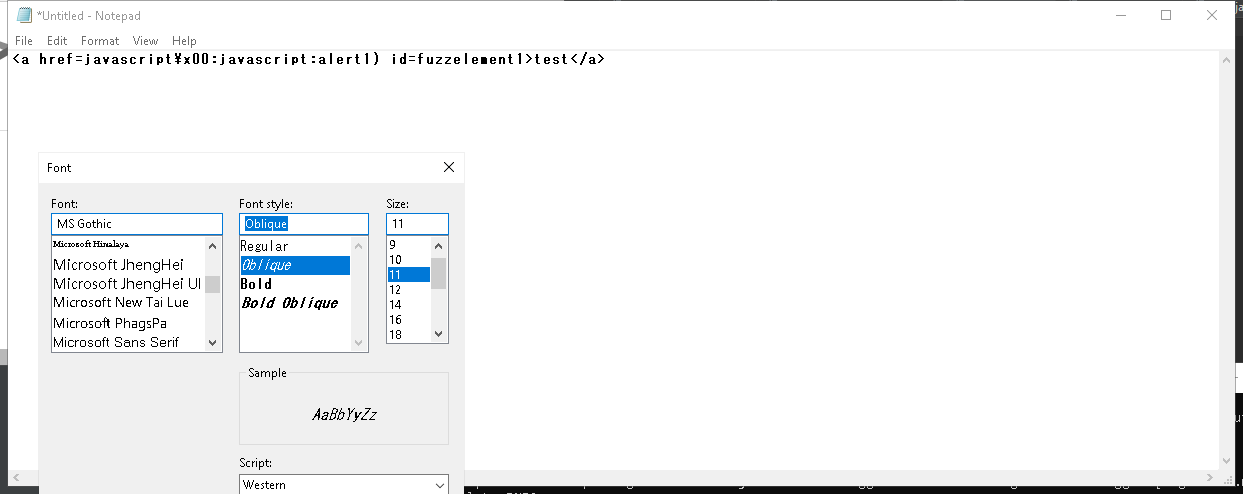 *Untitled - Notepad
File Edit Format View Help
<a href=javascript¥x00:javascript:alert1) id=fuzzelement1>test</a>
Font
Font: Font style: Size:
MS Gothic Oblique 11
Microsoft Himalaya Regular 9
Microsoft JhengHei Oblique 10
Microsoft JhengHei UI Bold 11
Microsoft New Tai Lue Bold Oblique 12
Microsoft PhagsPa 14
Microsoft Sans Serif 16
18
Sample
AaBbYyZz
Script:
Western